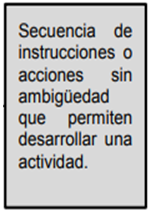 Secuencia de
instrucciones o
acciones sin
ambigüedad
que permiten
desarrollar una
actividad.